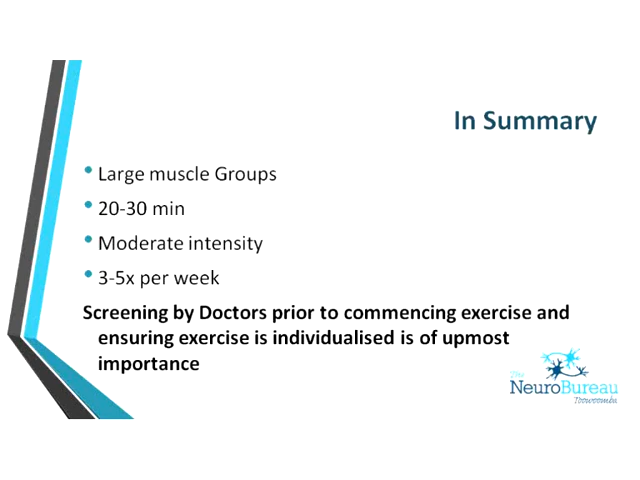 In Summary
• Large muscle Groups
• 20-30 min
• Moderate intensity
• 3-5x per week
Screening by Doctors prior to commencing exercise and
ensuring exercise is individualised is of upmost
importance
The
NeuroBureau
Toowoomba